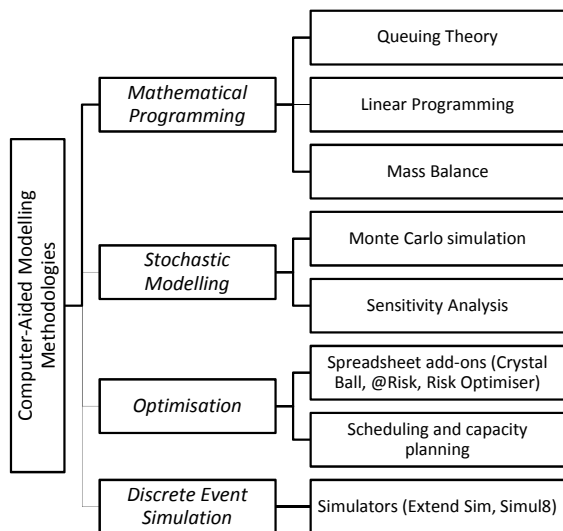 Computer-Aided Modelling
Methodologies
Mathematical
Programming
Queuing Theory
Linear Programming
Mass Balance
Stochastic
Modelling
Monte Carlo simulation
Sensitivity Analysis
Optimisation
Spreadsheet add-ons (Crystal
Ball, @Risk, Risk Optimiser)
Scheduling and capacity
planning
Discrete Event
Simulation
Simulators (Extend Sim, Simul8)